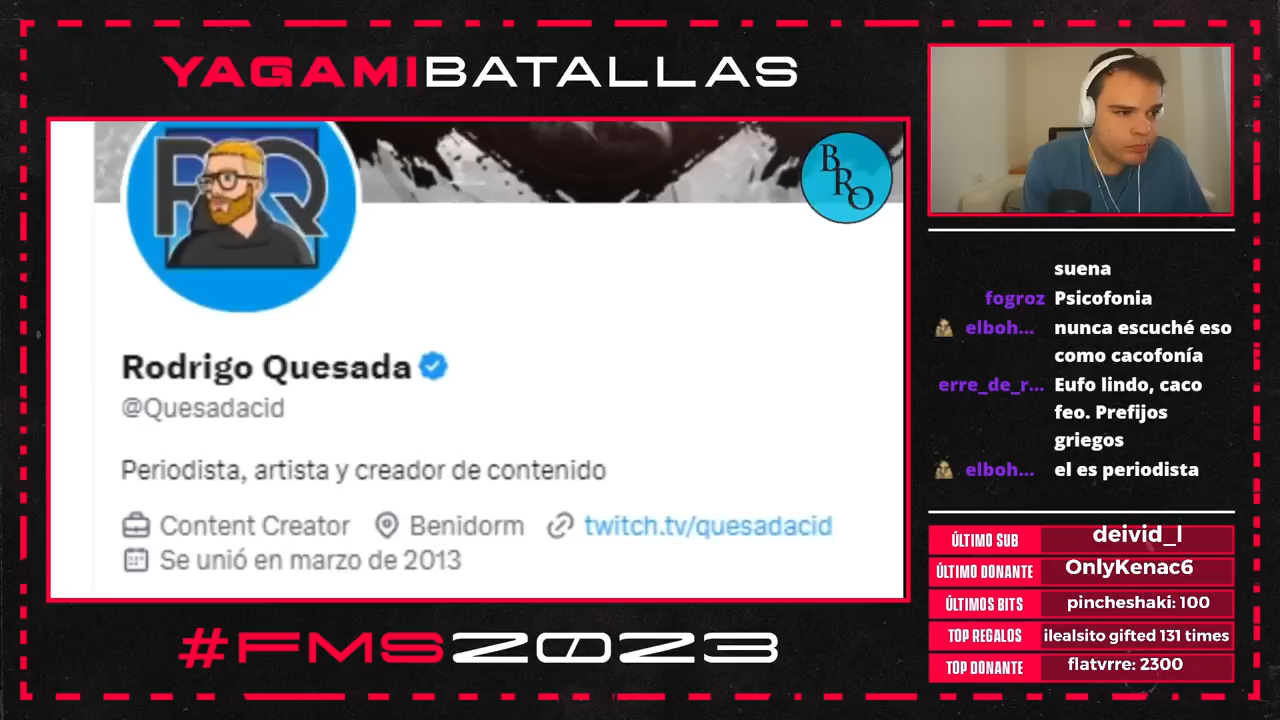 YAGAMIBATALLAS
RQ
BRO
Rodrigo Quesada
@Quesadacid
Periodista, artista y creador de contenido
Content Creator Benidorm twitch.tv/quesadacid
Se unió en marzo de 2013
#FMS2023
suena
fogroz Psicofonia
elboh... nunca escuché eso
como cacofonía
erre_de_r... Eufo lindo, caco
feo. Prefijos
griegos
elboh... el es periodista
ÚLTIMO SUB deivid_l
ÚLTIMO DONANTE OnlyKenac6
ÚLTIMOS BITS pincheshaki: 100
TOP REGALOS ilealsito gifted 131 times
TOP DONANTE flatvrre: 2300